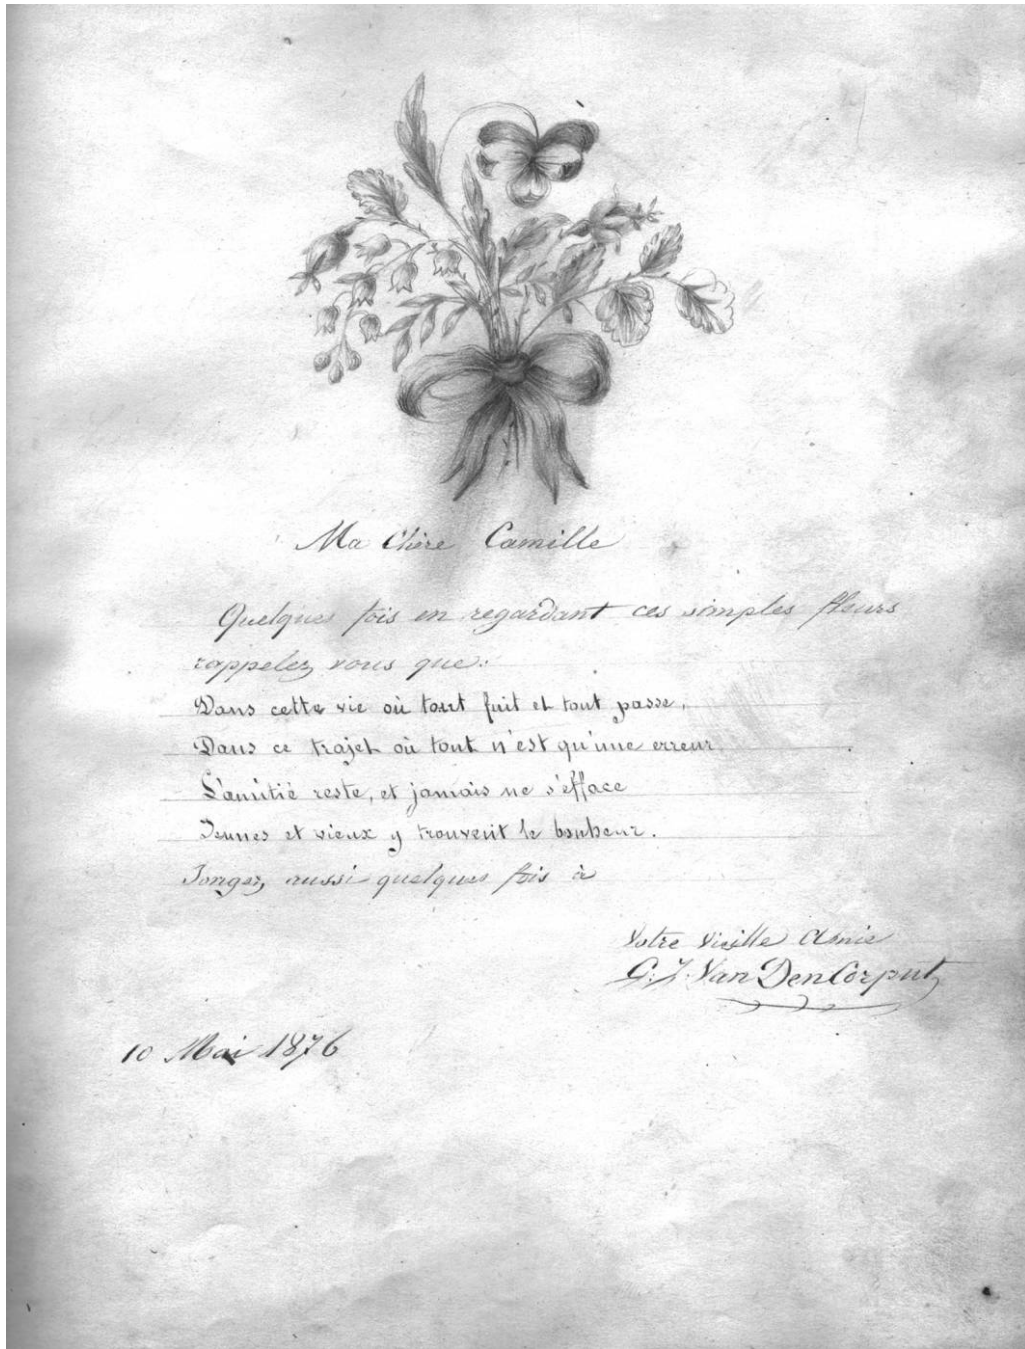 Ma Chère Camille
Quelques fois en regardant ces simples fleurs
rappelez vous que:
Dans cette vie où tout fuit et tout passe,
Dans ce trajet où tout n'est qu'une erreur
L'amitié reste, et jamais ne s'efface
Jeunes et vieux y trouvent le bonheur.
Songez, aussi quelques fois à
Votre vieille Amie
G. J. Van Den Corput
10 Mai 1876